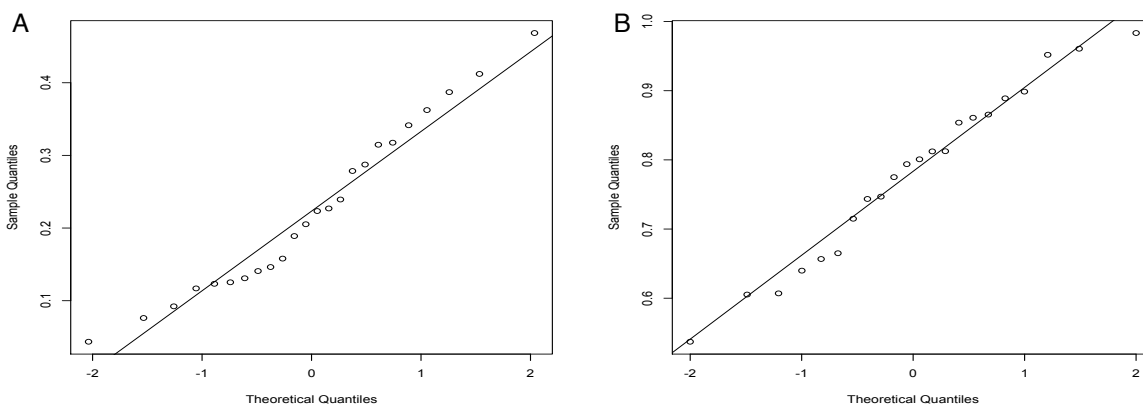 A
Sample Quantiles
0.4
0.3
0.2
0.1
-2 -1 0 1 2
Theoretical Quantiles
B
Sample Quantiles
1.0
0.9
0.8
0.7
0.6
-2 -1 0 1 2
Theoretical Quantiles